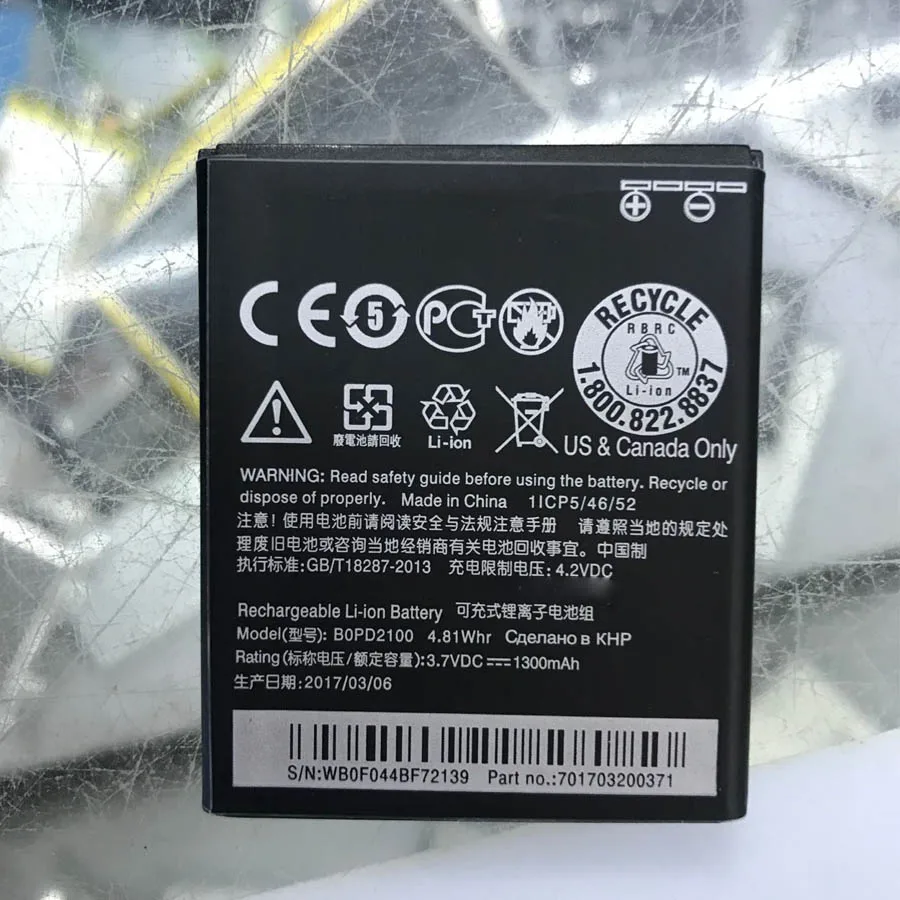 + −
CE 5 РСТ
RECYCLE
RBRC
Li-ion
TM
1.800.822.8837
廢電池請回收 Li-ion US & Canada Only
WARNING: Read safety guide before using the battery. Recycle or
dispose of properly. Made in China 1ICP5/46/52
注意! 使用电池前请阅读安全与法规注意手册 请遵照当地的规定处
理废旧电池或咨询当地经销商有关电池回收事宜。中国制
执行标准:GB/T18287-2013 充电限制电压: 4.2VDC
Rechargeable Li-ion Battery 可充式锂离子电池组
Model(型号): B0PD2100 4.81Whr Сделано в КНР
Rating(标称电压/额定容量):3.7VDC 1300mAh
生产日期:2017/03/06
S/N:WB0F044BF72139 Part no.:701703200371